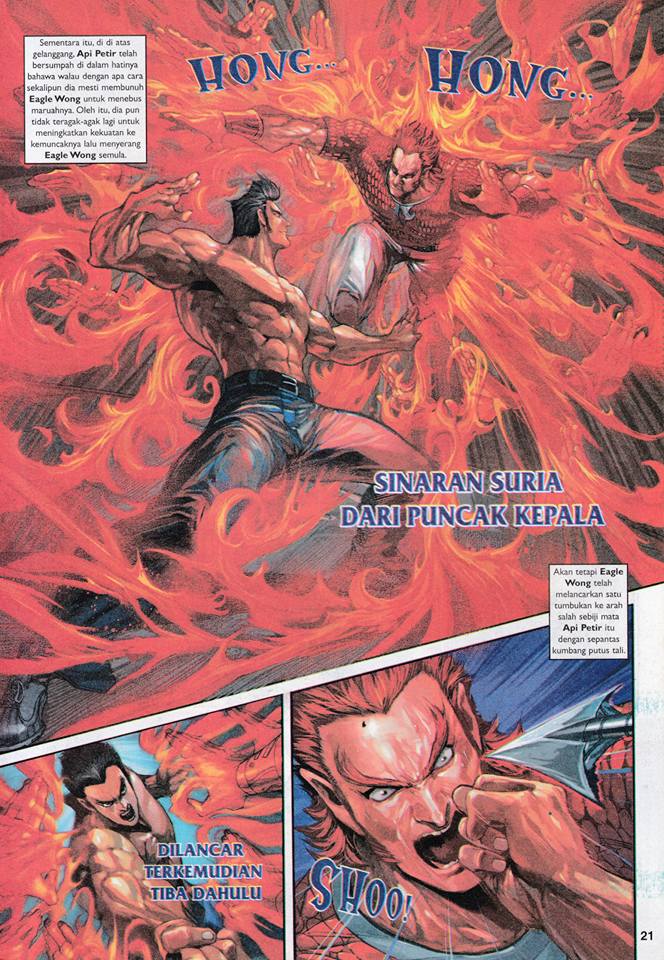 Sementara itu, di di atas
gelanggang, Api Petir telah
bersumpah di dalam hatinya
bahawa walau dengan apa cara
sekalipun dia mesti membunuh
Eagle Wong untuk menebus
maruahnya. Oleh itu, dia pun
tidak teragak-agak lagi untuk
meningkatkan kekuatan ke
kemuncaknya lalu menyerang
Eagle Wong semula.
HONG...
HONG...
SINARAN SURIA
DARI PUNCAK KEPALA
Akan tetapi Eagle
Wong telah
melancarkan satu
tumbukan ke arah
salah sebiji mata
Api Petir itu
dengan sepantas
kumbang putus tali.
DILANCAR
TERKEMUDIAN
TIBA DAHULU
SHOO!
21